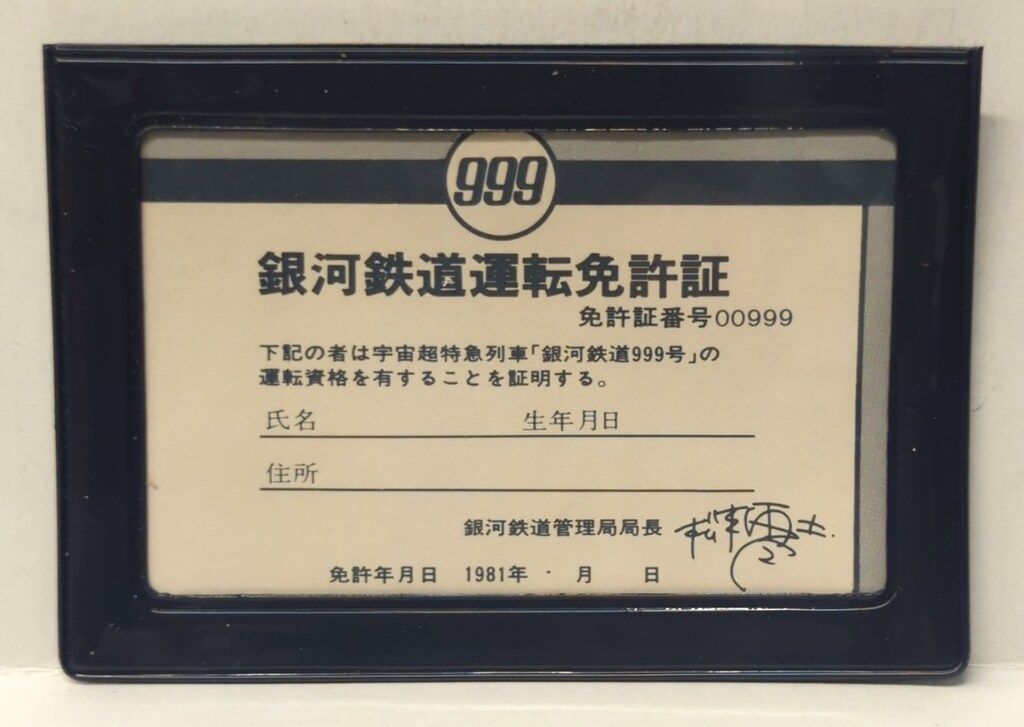 999
銀河鉄道運転免許証
免許証番号00999
下記の者は宇宙超特急列車「銀河鉄道999号」の
運転資格を有することを証明する。
氏名 生年月日
住所
銀河鉄道管理局局長 松本零士
免許年月日 1981年 月 日